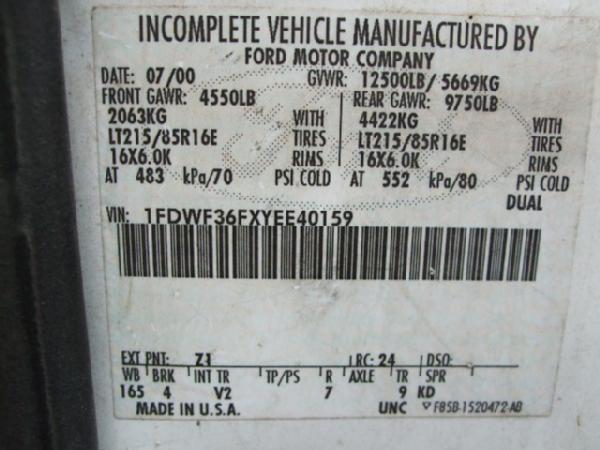 INCOMPLETE VEHICLE MANUFACTURED BY
FORD MOTOR COMPANY
DATE: 07/00 GVWR: 12500LB/ 5669KG
FRONT GAWR: 4550LB REAR GAWR: 9750LB
2063KG WITH 4422KG WITH
LT215/85R16E TIRES LT215/85R16E TIRES
16X6.0K RIMS 16X6.0K RIMS
AT 483 kPa/70 PSI COLD AT 552 kPa/80 PSI COLD
DUAL
VIN: 1FDWF36FXYEE40159
EXT PNT: Z1 RC: 24 DSO:
WB BRK INT TR TP/PS R AXLE TR SPR
165 4 V2 7 9 KD
MADE IN U.S.A. UNC F85B-1520472-AB